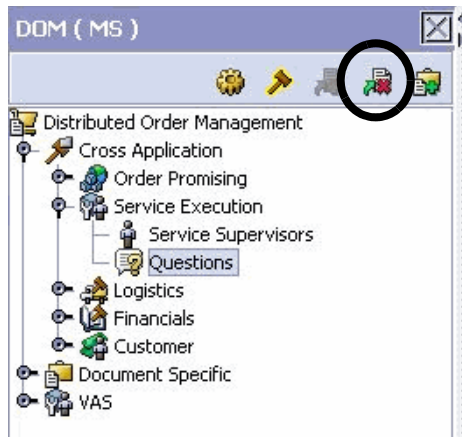 DOM ( MS )
Distributed Order Management
Cross Application
Order Promising
Service Execution
Service Supervisors
Questions
Logistics
Financials
Customer
Document Specific
VAS